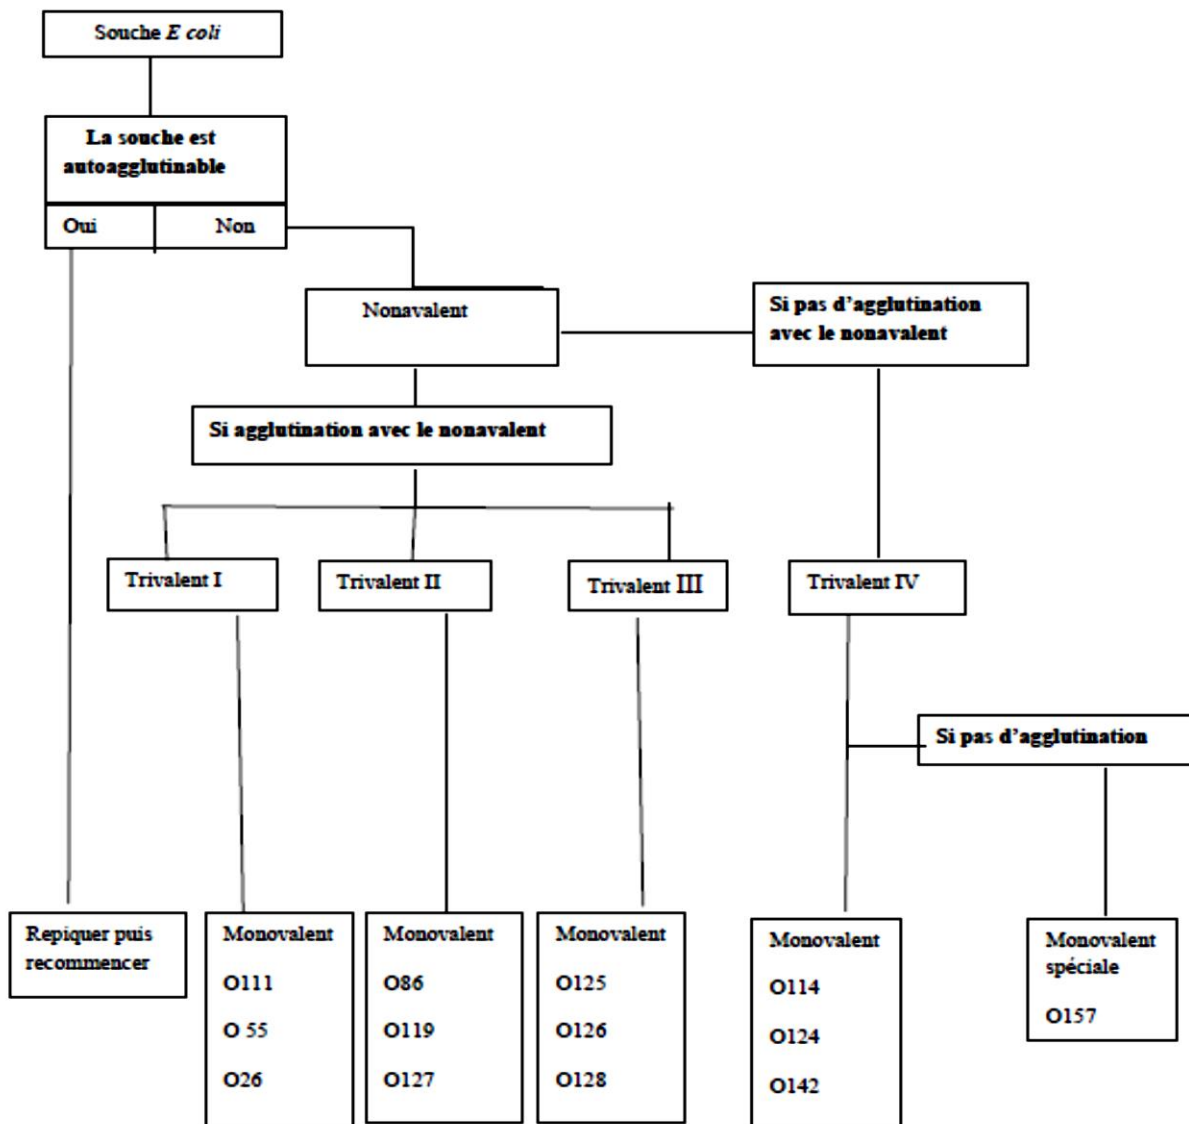 Souche E coli
La souche est
autoagglutinable
Oui Non
Nonavalent
Si pas d'agglutination
avec le nonavalent
Si agglutination avec le nonavalent
Trivalent I
Trivalent II
Trivalent III
Trivalent IV
Si pas d'agglutination
Repiquer puis
recommencer
Monovalent
O111
O 55
O26
Monovalent
O86
O119
O127
Monovalent
O125
O126
O128
Monovalent
O114
O124
O142
Monovalent
spéciale
O157